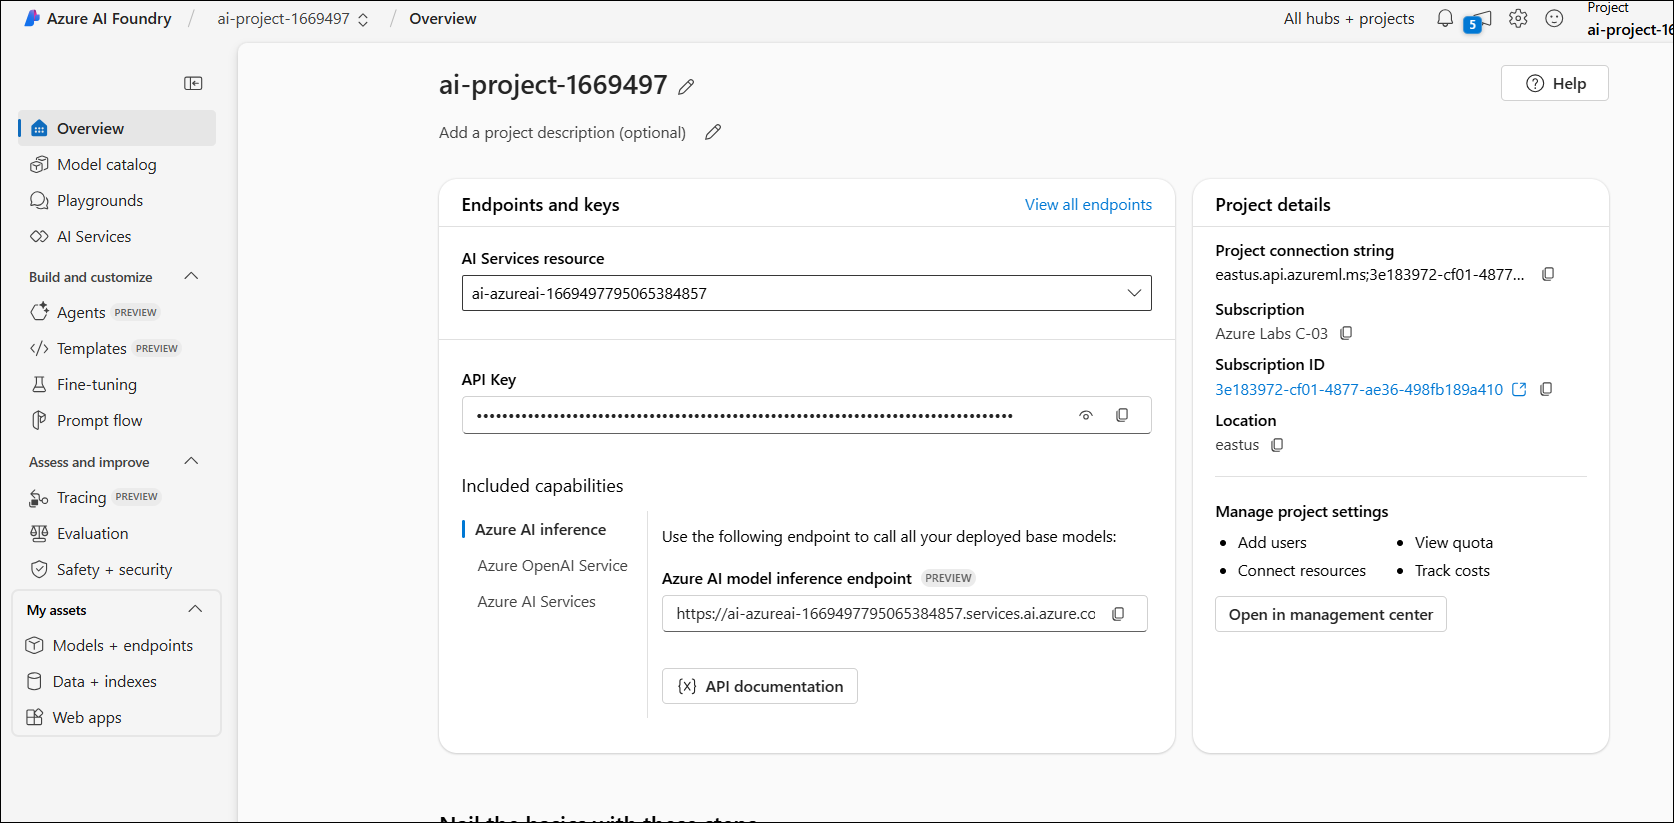 Azure AI Foundry / ai-project-1669497 / Overview
All hubs + projects
5
Project
ai-project-16
Overview
Model catalog
Playgrounds
AI Services
Build and customize
Agents PREVIEW
Templates PREVIEW
Fine-tuning
Prompt flow
Assess and improve
Tracing PREVIEW
Evaluation
Safety + security
My assets
Models + endpoints
Data + indexes
Web apps
ai-project-1669497
Help
Add a project description (optional)
Endpoints and keys
View all endpoints
AI Services resource
ai-azureai-1669497795065384857
API Key
••••••••••••••••••••••••••••••••••••••••••••••••••••••••••••••••••••••••••••••••••••
Included capabilities
Azure AI inference
Azure OpenAI Service
Azure AI Services
Use the following endpoint to call all your deployed base models:
Azure AI model inference endpoint PREVIEW
https://ai-azureai-1669497795065384857.services.ai.azure.co
{x} API documentation
Project details
Project connection string
eastus.api.azureml.ms;3e183972-cf01-4877...
Subscription
Azure Labs C-03
Subscription ID
3e183972-cf01-4877-ae36-498fb189a410
Location
eastus
Manage project settings
• Add users
• View quota
• Connect resources
• Track costs
Open in management center
Nail the basics with these steps